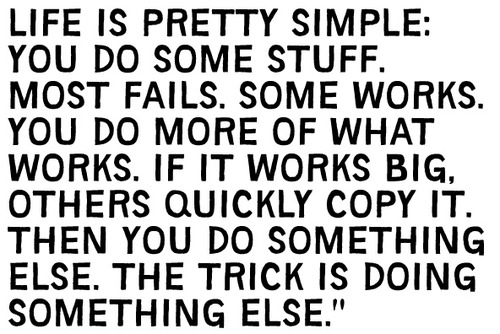 LIFE IS PRETTY SIMPLE:
YOU DO SOME STUFF.
MOST FAILS. SOME WORKS.
YOU DO MORE OF WHAT
WORKS. IF IT WORKS BIG,
OTHERS QUICKLY COPY IT.
THEN YOU DO SOMETHING
ELSE. THE TRICK IS DOING
SOMETHING ELSE."